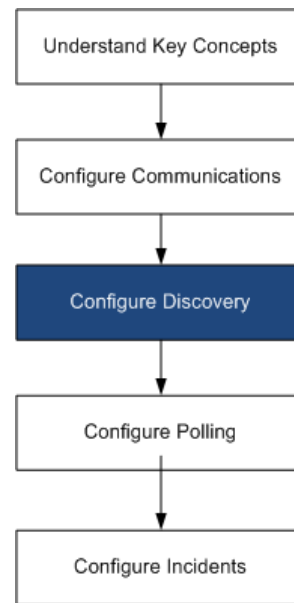 Understand Key Concepts
Configure Communications
Configure Discovery
Configure Polling
Configure Incidents